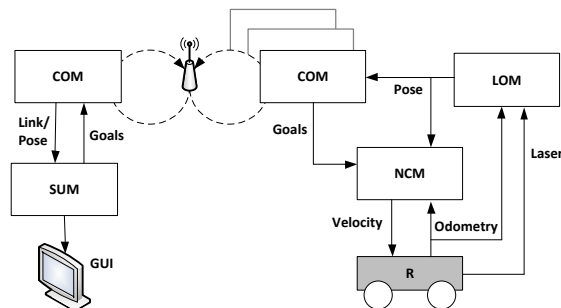 COM
COM
LOM
Pose
Link/
Pose
Goals
Goals
Laser
SUM
NCM
Velocity
Odometry
GUI
R